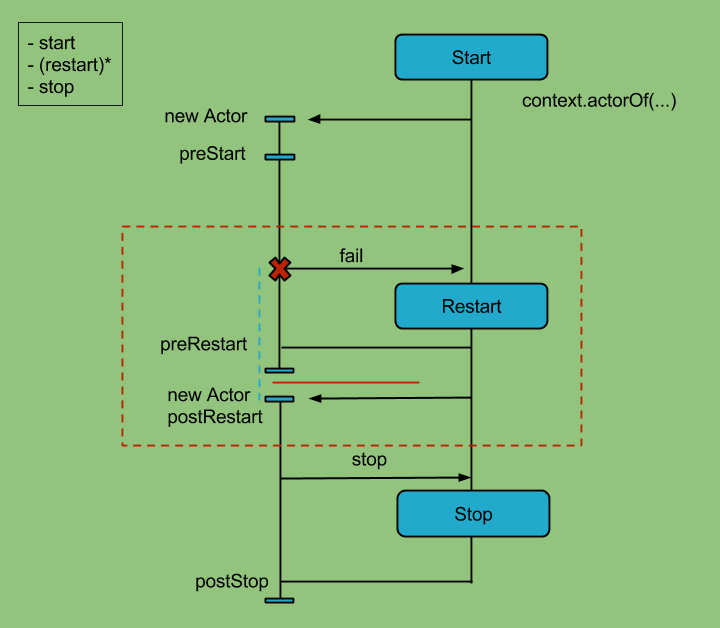 - start
- (restart)*
- stop
Start
context.actorOf(...)
new Actor
preStart
fail
Restart
preRestart
new Actor
postRestart
stop
Stop
postStop